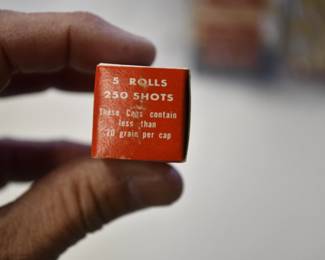 5 ROLLS
250 SHOTS
These Caps contain
less than
20 grain per cap